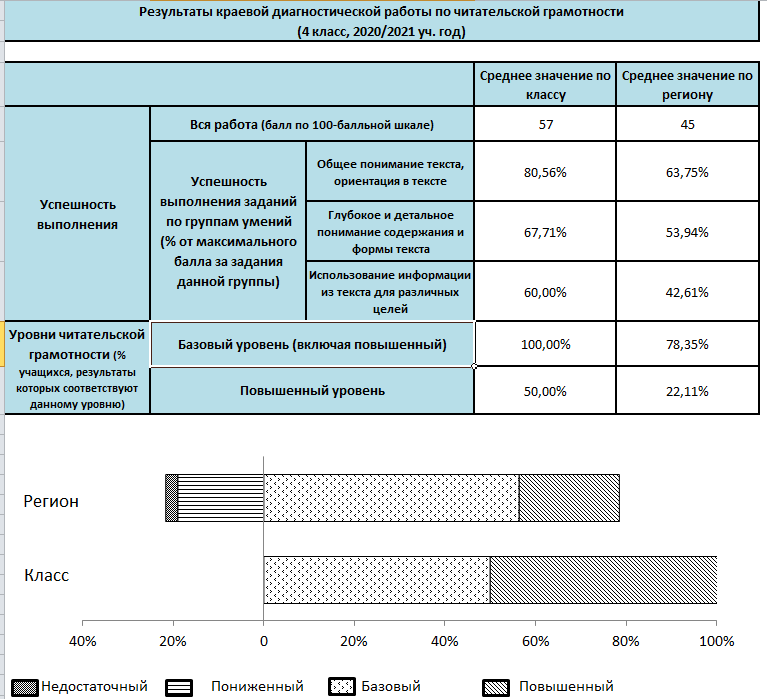 Результаты краевой диагностической работы по читательской грамотности
(4 класс, 2020/2021 уч. год)
Среднее значение по
классу
Среднее значение по
региону
Успешность
выполнения
Вся работа (балл по 100-балльной шкале)
57
45
Успешность
выполнения заданий
по группам умений
(% от максимального
балла за задания
данной группы)
Общее понимание текста,
ориентация в тексте
80,56%
63,75%
Глубокое и детальное
понимание содержания и
формы текста
67,71%
53,94%
Использование информации
из текста для различных
целей
60,00%
42,61%
Уровни читательской
грамотности (%
учащихся, результаты
которых соответствуют
данному уровню)
Базовый уровень (включая повышенный)
100,00%
78,35%
Повышенный уровень
50,00%
22,11%
Регион
Класс
40% 20% 0 20% 40% 60% 80% 100%
Недостаточный Пониженный Базовый Повышенный